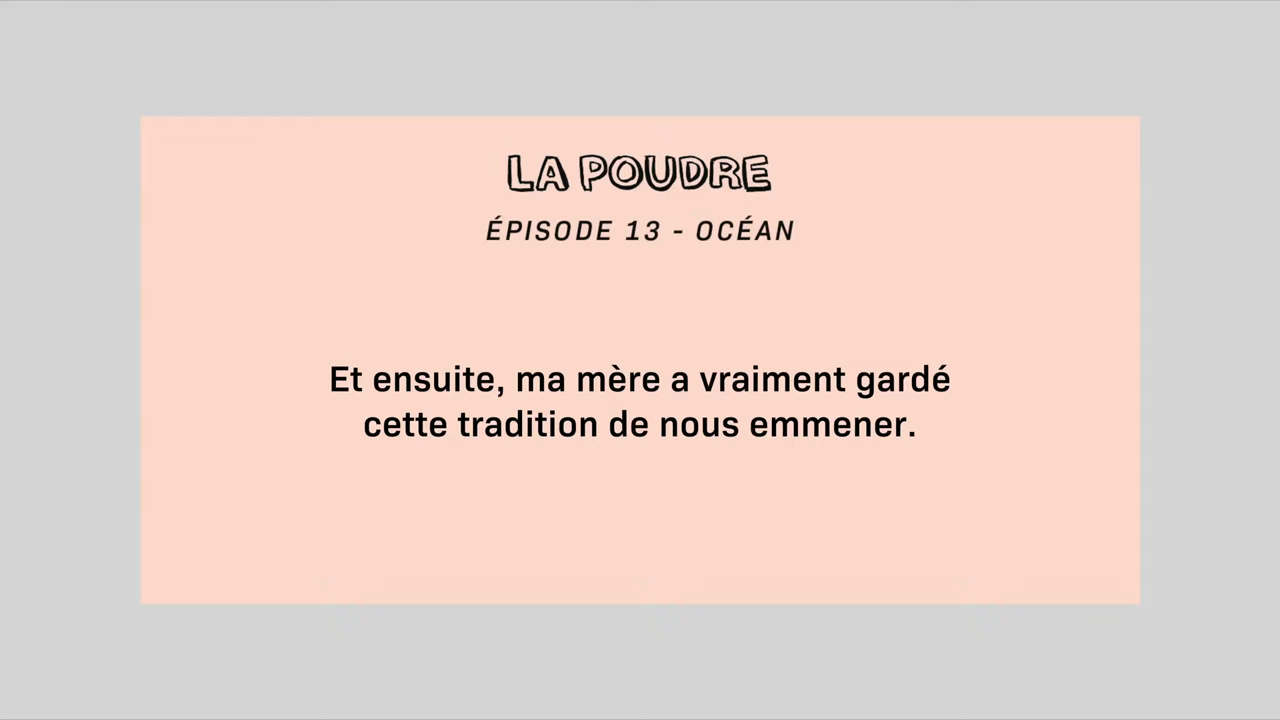 LA POUDRE
ÉPISODE 13 - OCÉAN
Et ensuite, ma mère a vraiment gardé
cette tradition de nous emmener.